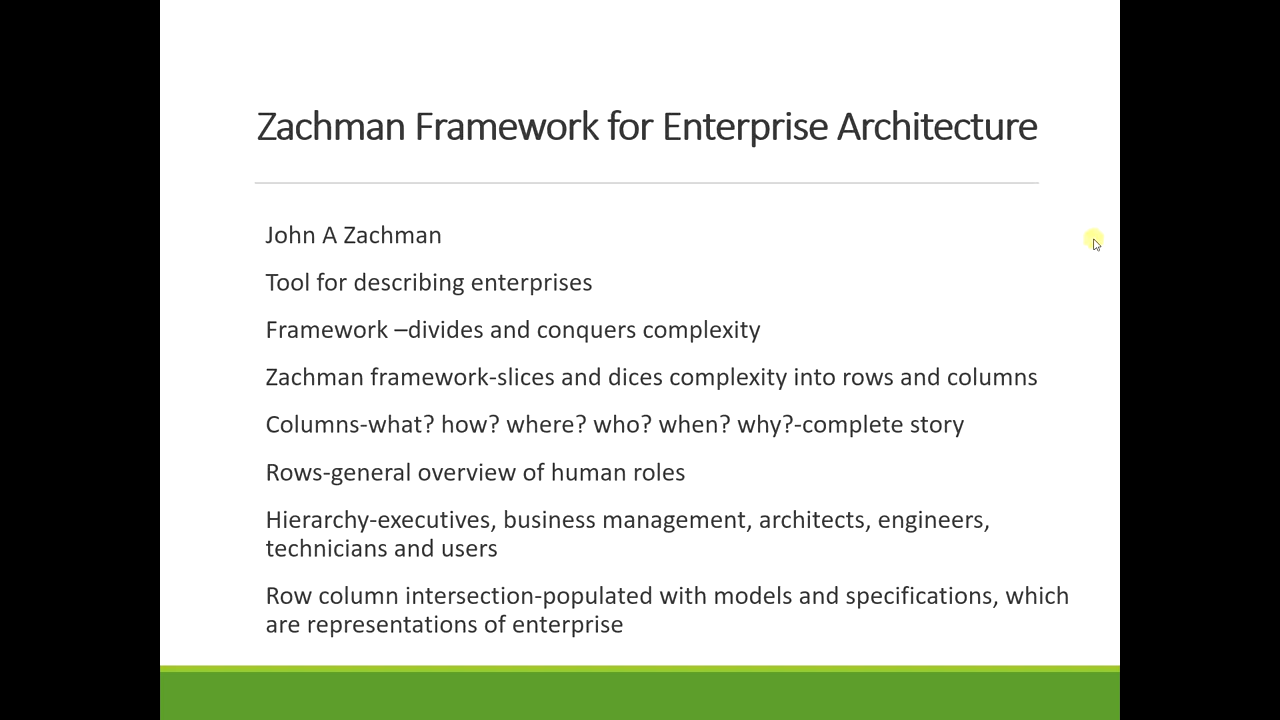 Zachman Framework for Enterprise Architecture
John A Zachman
Tool for describing enterprises
Framework –divides and conquers complexity
Zachman framework-slices and dices complexity into rows and columns
Columns-what? how? where? who? when? why?-complete story
Rows-general overview of human roles
Hierarchy-executives, business management, architects, engineers,
technicians and users
Row column intersection-populated with models and specifications, which
are representations of enterprise